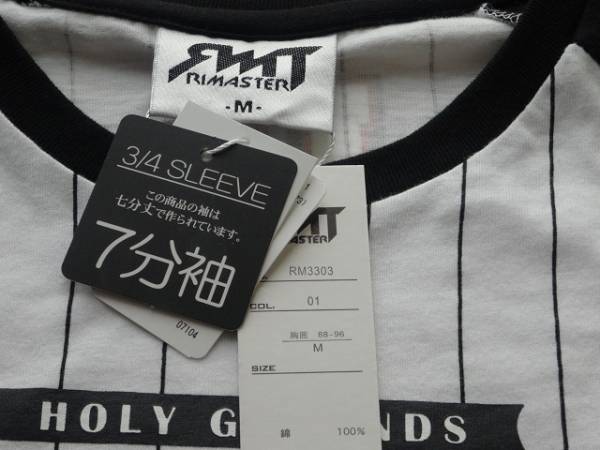 RMT
RIMASTER
-M-
3/4 SLEEVE
この商品の袖は
七分丈で作られています。
7分袖
07104
RM3303
COL.
01
胸囲 88-96
M
SIZE
綿 100%
HOLY G NDS